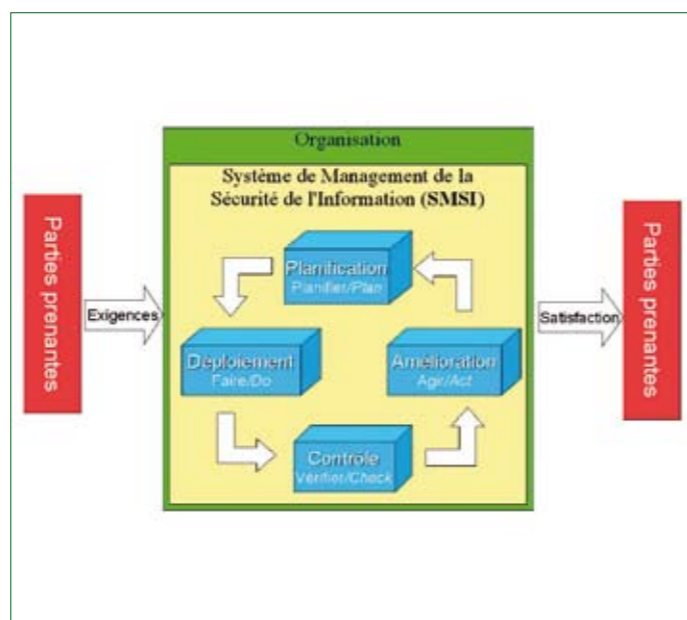 Organisation
Système de Management de la
Sécurité de l'Information (SMSI)
Parties prenantes
Exigences
Planification
Planifier/Plan
Déploiement
Faire/Do
Amélioration
Agir/Act
Contrôle
Vérifier/Check
Satisfaction
Parties prenantes